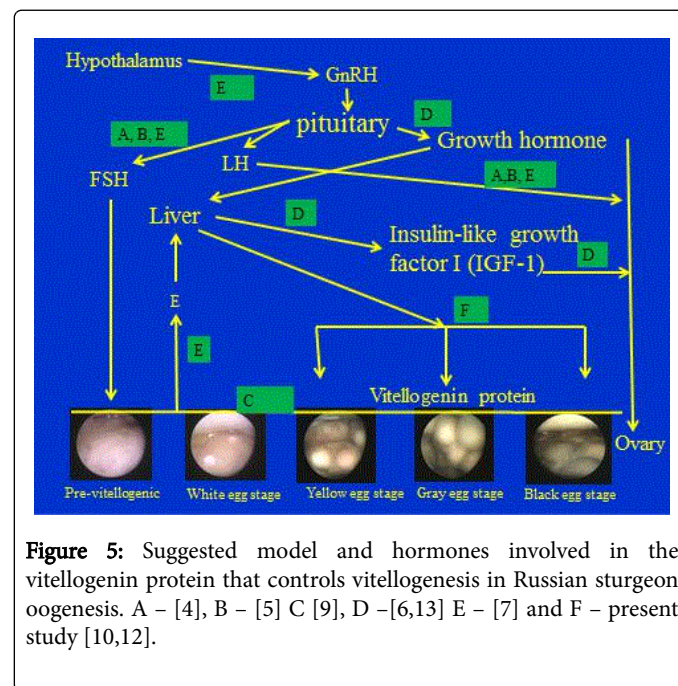 Hypothalamus
GnRH
E
pituitary
D
A, B, E
Growth hormone
LH
FSH
A,B, E
Liver
D
Insulin-like growth
factor I (IGF-1)
D
E
F
E
C
Vitellogenin protein
Ovary
Pre-vitellogenic
White egg stage
Yellow egg stage
Gray egg stage
Black egg stage
Figure 5: Suggested model and hormones involved in the
vitellogenin protein that controls vitellogenesis in Russian sturgeon
oogenesis. A – [4], B – [5] C [9], D –[6,13] E – [7] and F – present
study [10,12].